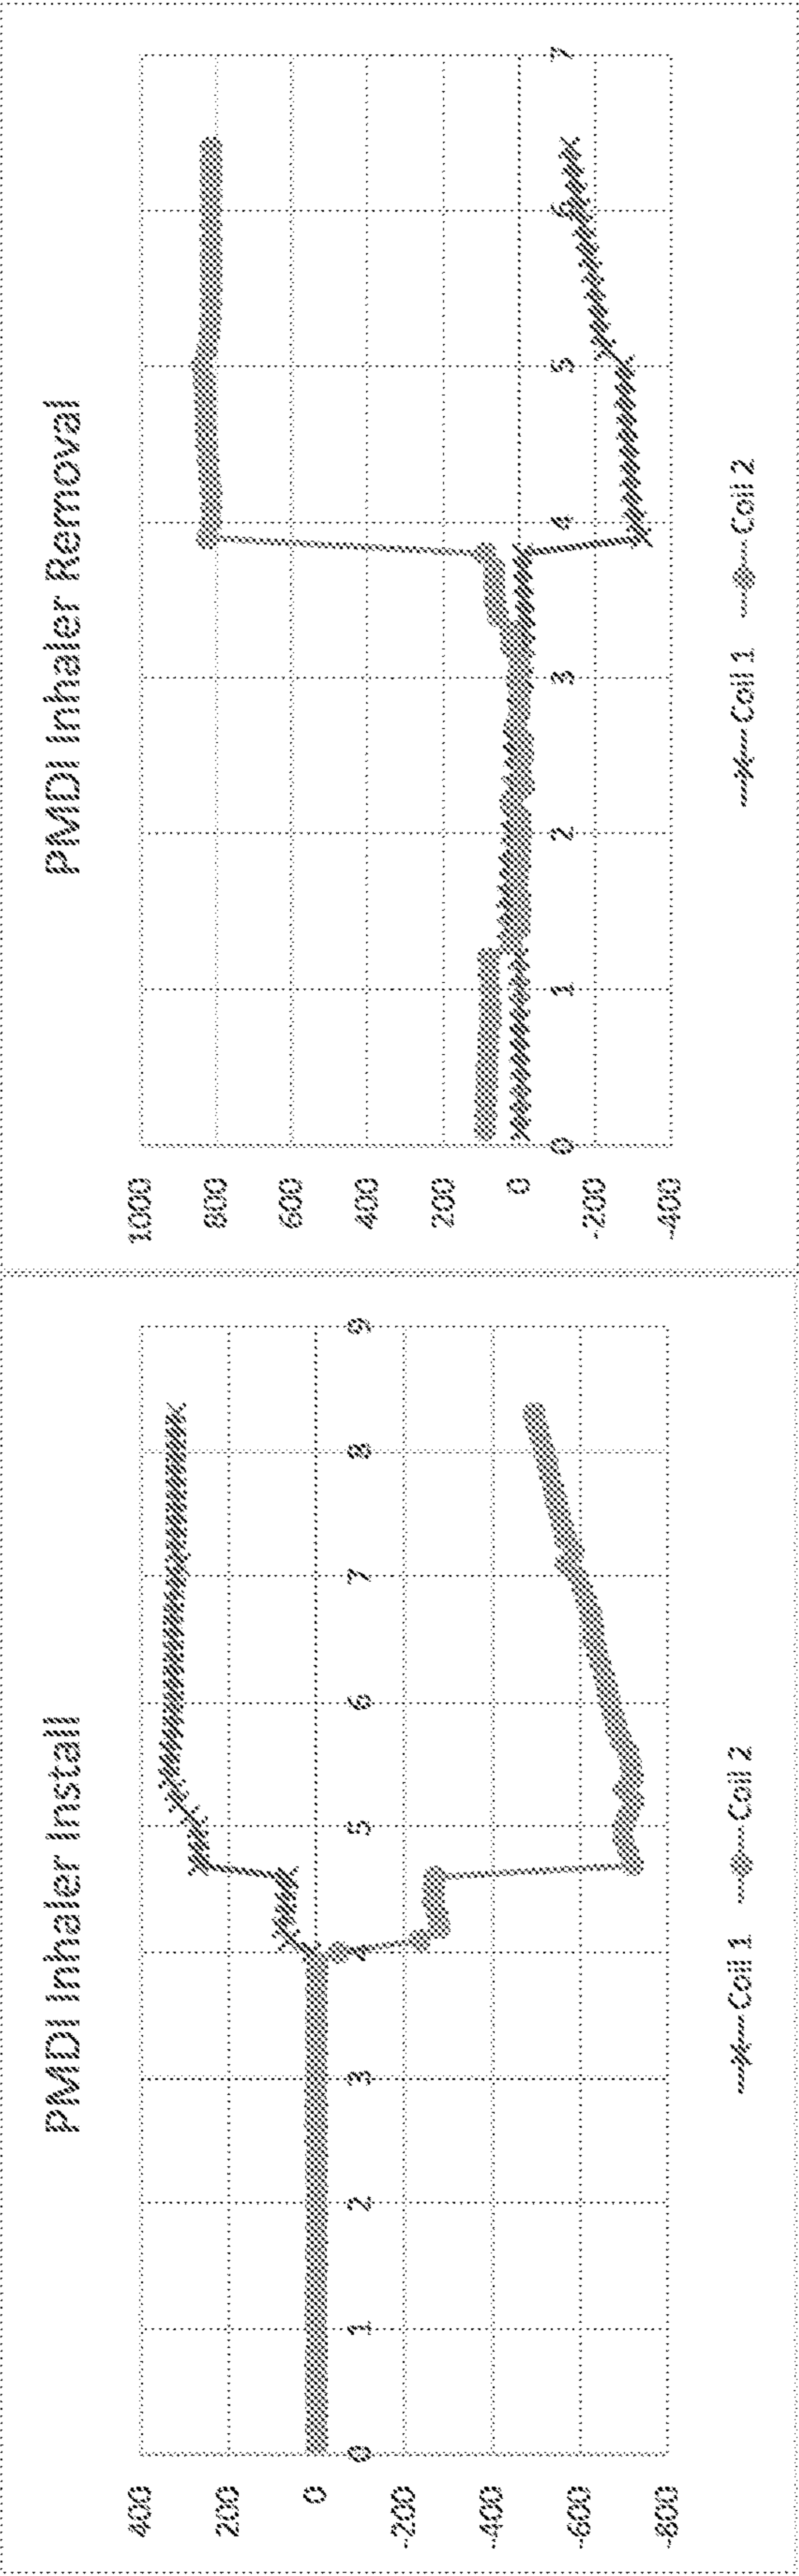 PMDI Inhaler Install
400
200
0
-200
-400
-600
-800
0 1 2 3 4 5 6 7 8 9
Coil 1 Coil 2
PMDI Inhaler Removal
1000
800
600
400
200
0
-200
-400
0 1 2 3 4 5 6 7
Coil 1 Coil 2